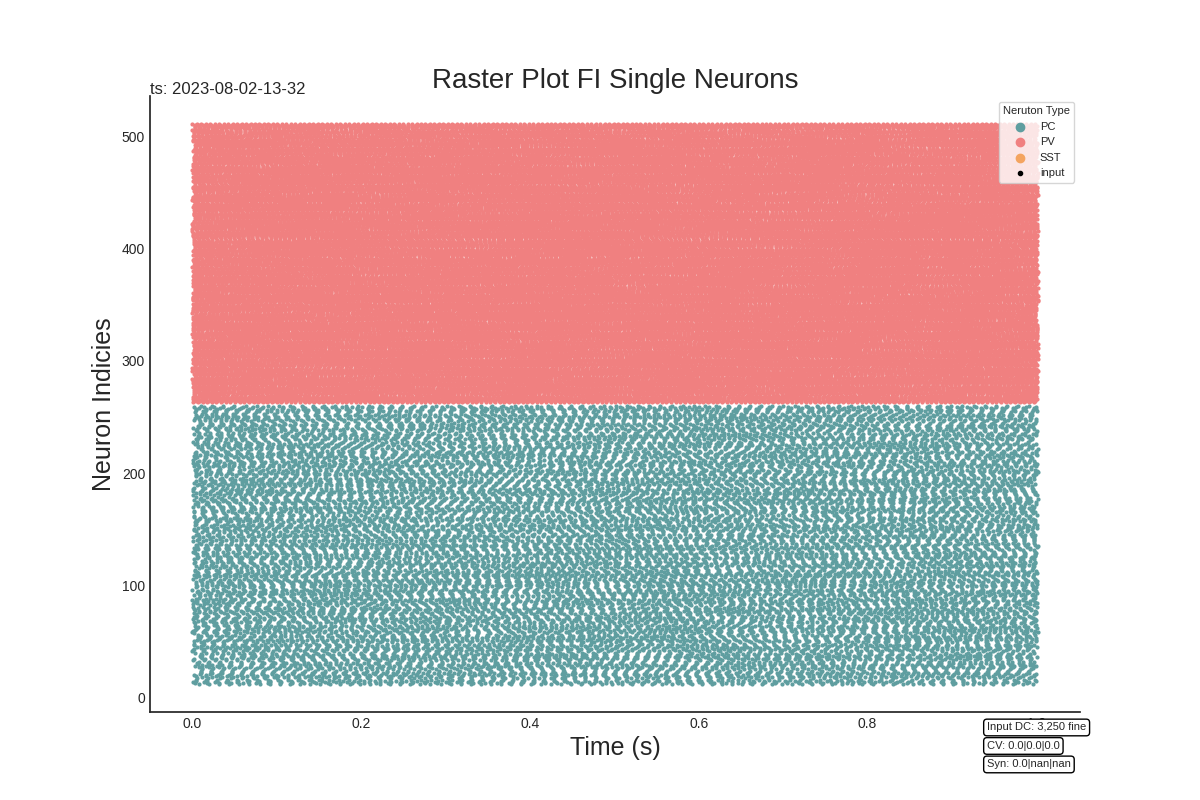 Raster Plot FI Single Neurons
ts: 2023-08-02-13-32
Neruton Type
PC
PV
SST
input
Neuron Indicies
500
400
300
200
100
0
0.0
0.2
0.4
0.6
0.8
Time (s)
Input DC: 3,250 fine
CV: 0.0|0.0|0.0
Syn: 0.0|nan|nan